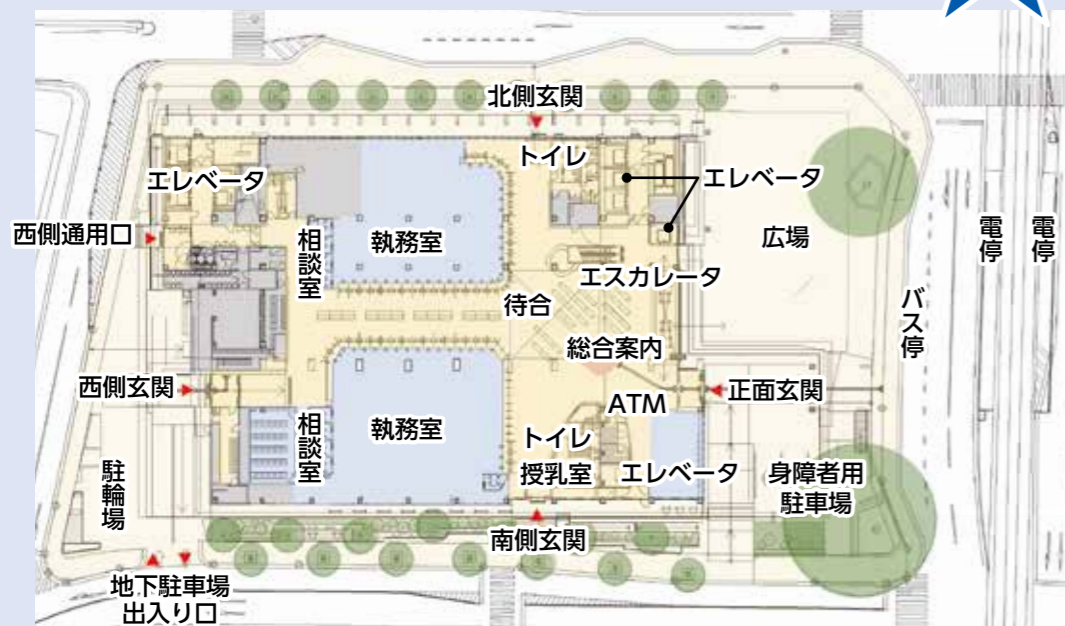 北側玄関
トイレ
エレベータ
エレベータ
西側通用口
相談室
執務室
広場
電停
電停
エスカレータ
バス停
待合
総合案内
西側玄関
正面玄関
ATM
相談室
執務室
トイレ
授乳室
エレベータ
身障者用
駐車場
駐輪場
南側玄関
地下駐車場
出入り口